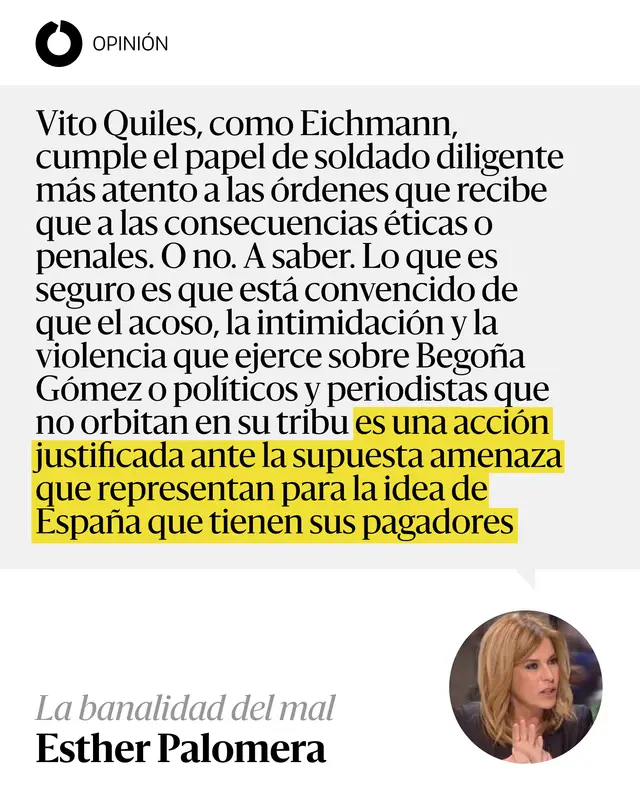 OPINIÓN
Vito Quiles, como Eichmann,
cumple el papel de soldado diligente
más atento a las órdenes que recibe
que a las consecuencias éticas o
penales. O no. A saber. Lo que es
seguro es que está convencido de
que el acoso, la intimidación y la
violencia que ejerce sobre Begoña
Gómez o políticos y periodistas que
no orbitan en su tribu es una acción
justificada ante la supuesta amenaza
que representan para la idea de
España que tienen sus pagadores
La banalidad del mal
Esther Palomera